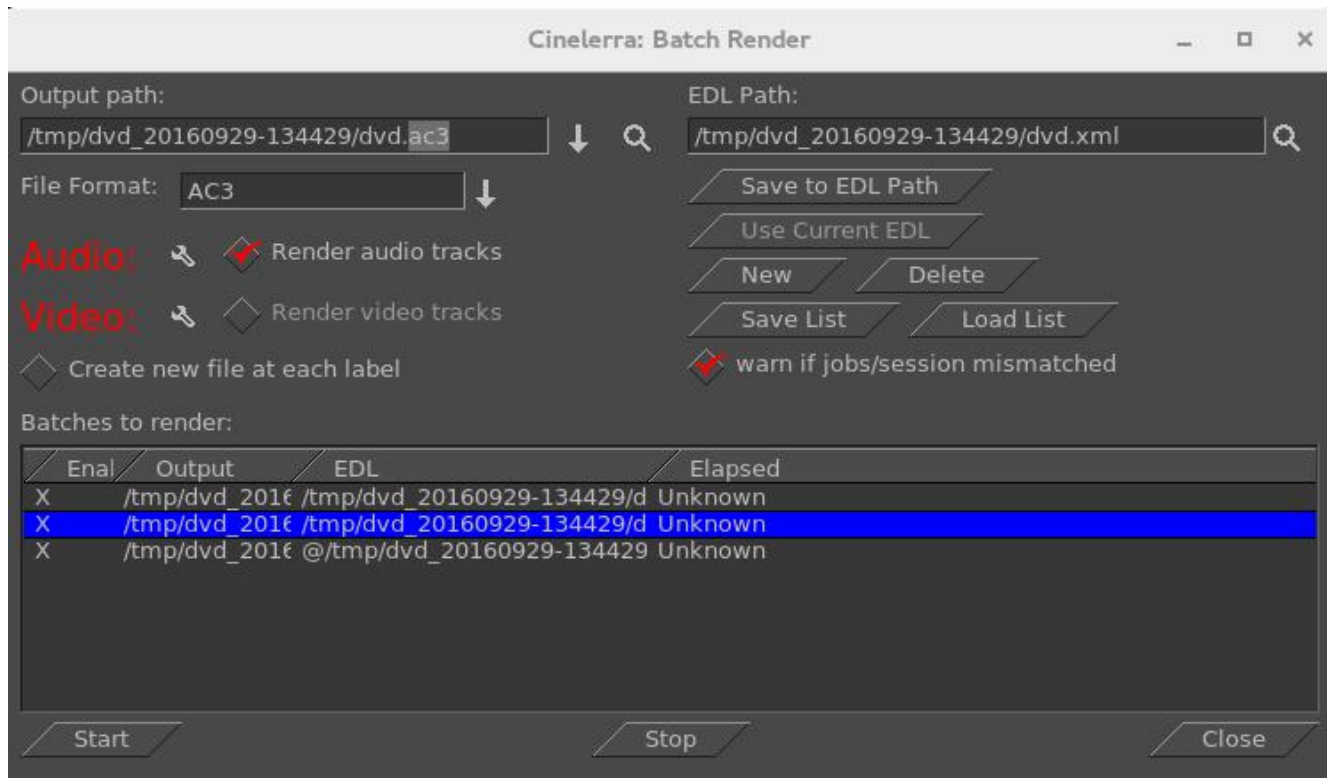 Cinelerra: Batch Render
Output path:
EDL Path:
/tmp/dvd_20160929-134429/dvd.ac3
/tmp/dvd_20160929-134429/dvd.xml
File Format:
AC3
Save to EDL Path
Use Current EDL
Audio:
Render audio tracks
New
Delete
Video:
Render video tracks
Save List
Load List
Create new file at each label
warn if jobs/session mismatched
Batches to render:
Enal Output EDL Elapsed
X /tmp/dvd_2016 /tmp/dvd_20160929-134429/d Unknown
X /tmp/dvd_2016 /tmp/dvd_20160929-134429/d Unknown
X /tmp/dvd_2016 @/tmp/dvd_20160929-134429 Unknown
Start
Stop
Close